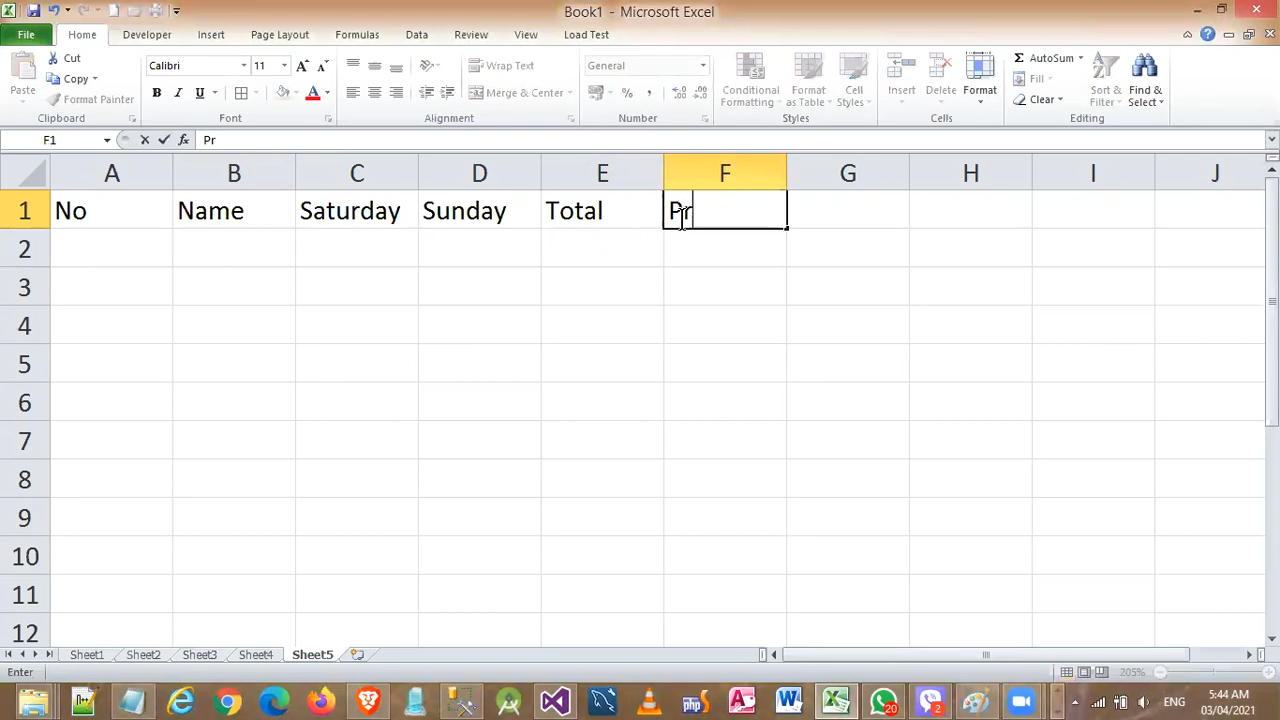 Book1 - Microsoft Excel
File Home Developer Insert Page Layout Formulas Data Review View Load Test
Paste Cut Copy Format Painter Clipboard
Calibri 11 B I U A Font
Wrap Text Merge & Center Alignment
General % , Number
Conditional Formatting Format as Table Cell Styles Styles
Insert Delete Format Cells
Σ AutoSum Fill Clear Sort & Filter Find & Select Editing
F1 fx Pr
A B C D E F G H I J
1 No Name Saturday Sunday Total Pr
2
3
4
5
6
7
8
9
10
11
12
Sheet1 Sheet2 Sheet3 Sheet4 Sheet5
Enter 205%
20 2 ENG 5:44 AM
03/04/2021